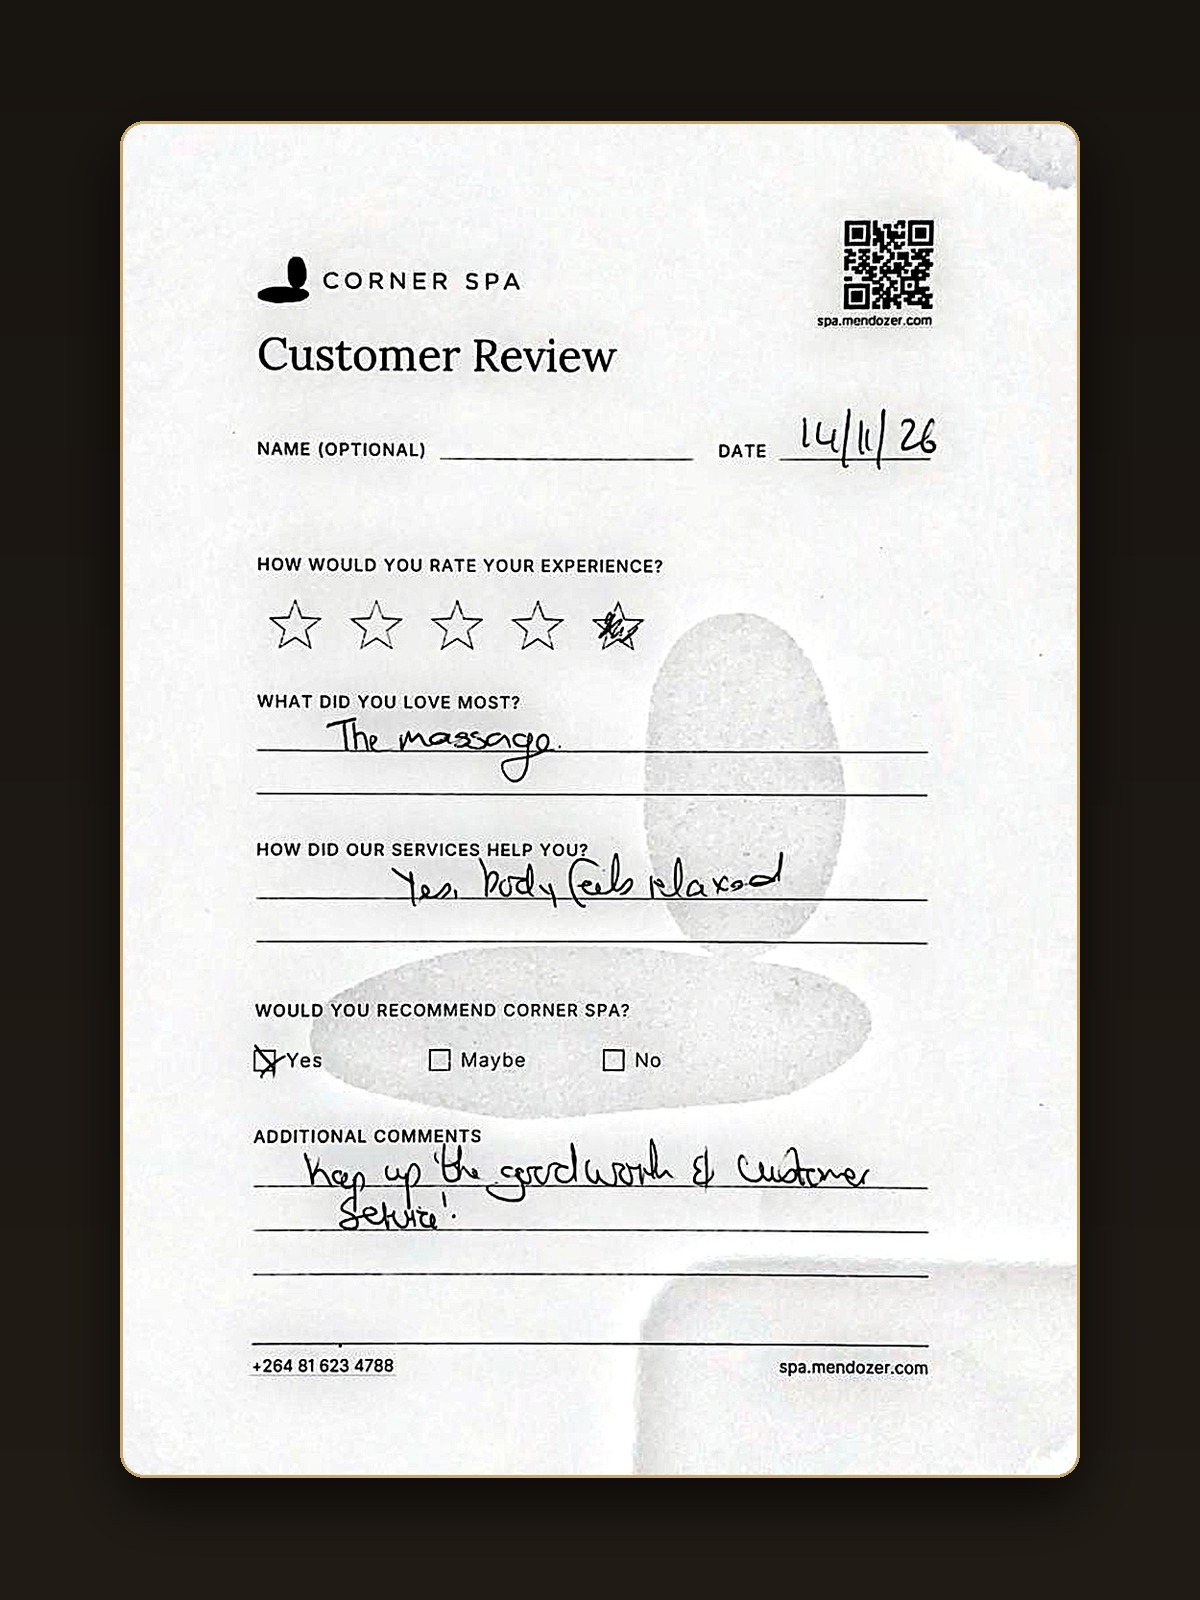 CORNER SPA
spa.mendozer.com
Customer Review
NAME (OPTIONAL)
DATE 14/11/26
HOW WOULD YOU RATE YOUR EXPERIENCE?
WHAT DID YOU LOVE MOST?
The massage.
HOW DID OUR SERVICES HELP YOU?
Yes, body feels relaxed
WOULD YOU RECOMMEND CORNER SPA?
Yes Maybe No
ADDITIONAL COMMENTS
Keep up the good work & Customer
Service!
+264 81 623 4788 spa.mendozer.com